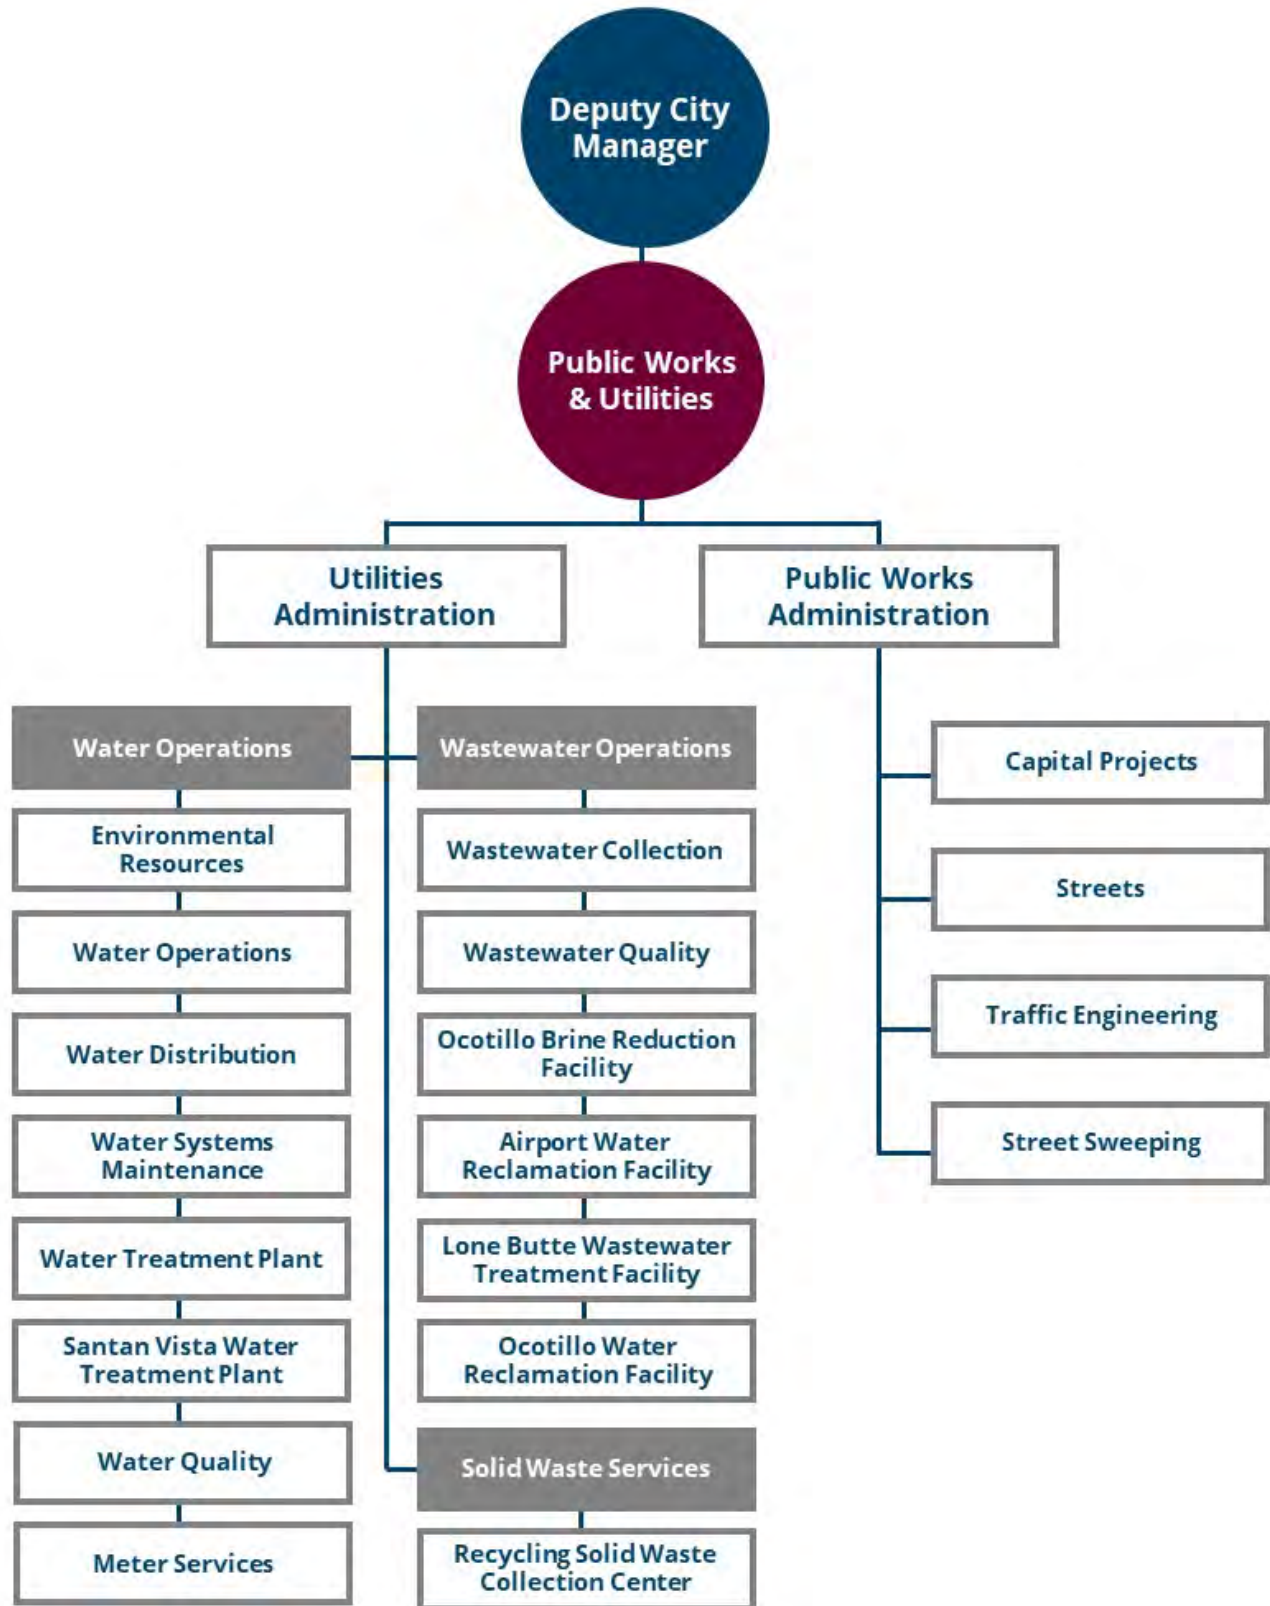 Deputy City
Manager
Public Works
& Utilities
Utilities
Administration
Public Works
Administration
Water Operations
Environmental
Resources
Water Operations
Water Distribution
Water Systems
Maintenance
Water Treatment Plant
Santan Vista Water
Treatment Plant
Water Quality
Meter Services
Wastewater Operations
Wastewater Collection
Wastewater Quality
Ocotillo Brine Reduction
Facility
Airport Water
Reclamation Facility
Lone Butte Wastewater
Treatment Facility
Ocotillo Water
Reclamation Facility
Solid Waste Services
Recycling Solid Waste
Collection Center
Capital Projects
Streets
Traffic Engineering
Street Sweeping